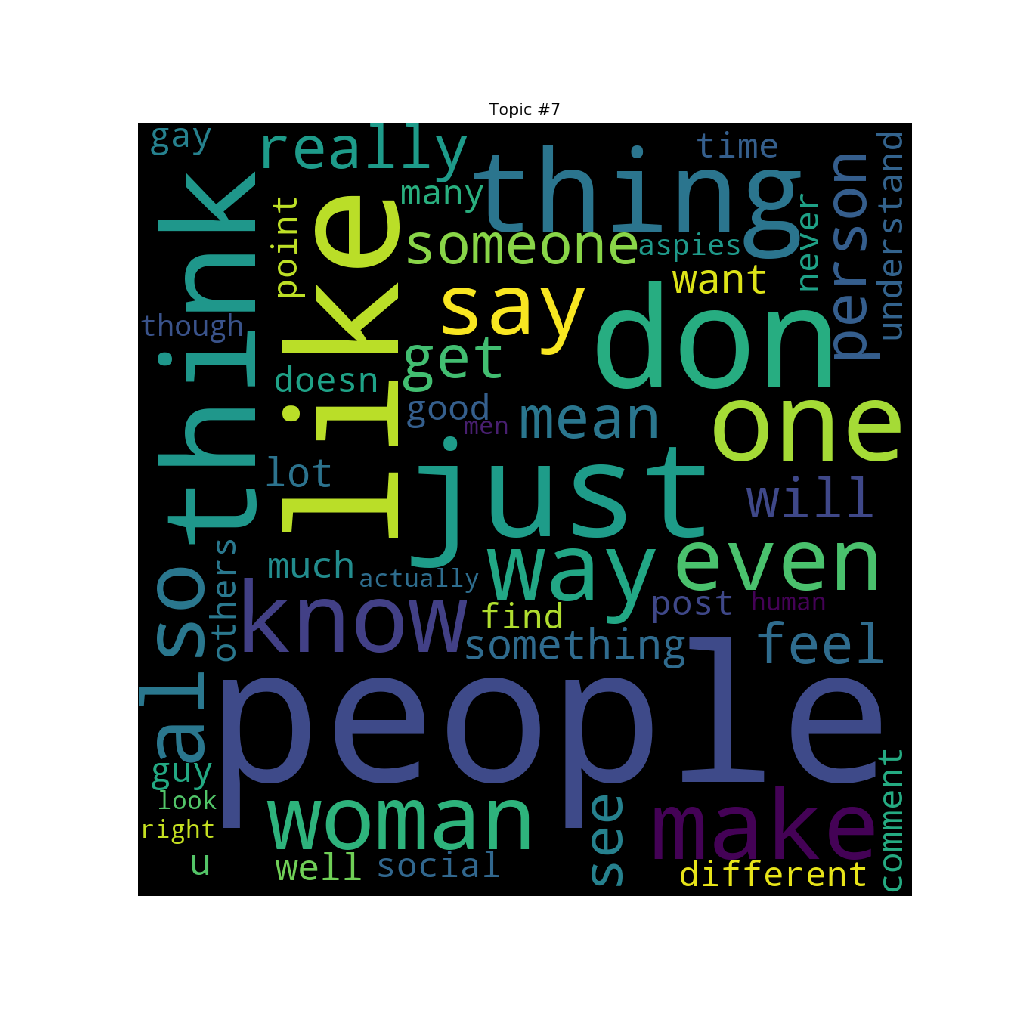 Topic #7
gay
really
time
many
thing
think
like
point
someone
aspies
never
person
understand
want
though
say
don
get
doesn
good
men
mean
one
just
lot
will
also
others
much
actually
way
even
know
find
post
human
something
feel
people
guy
look
right
u
woman
well
social
see
make
different
comment